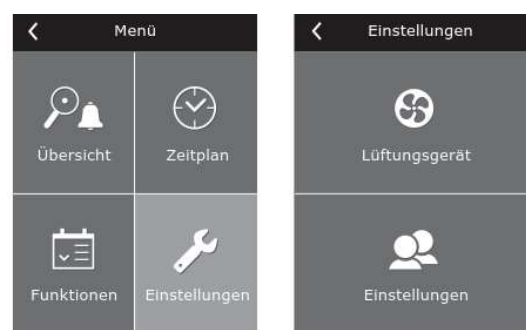 Menü
Übersicht
Zeitplan
Funktionen
Einstellungen
Einstellungen
Lüftungsgerät
Einstellungen